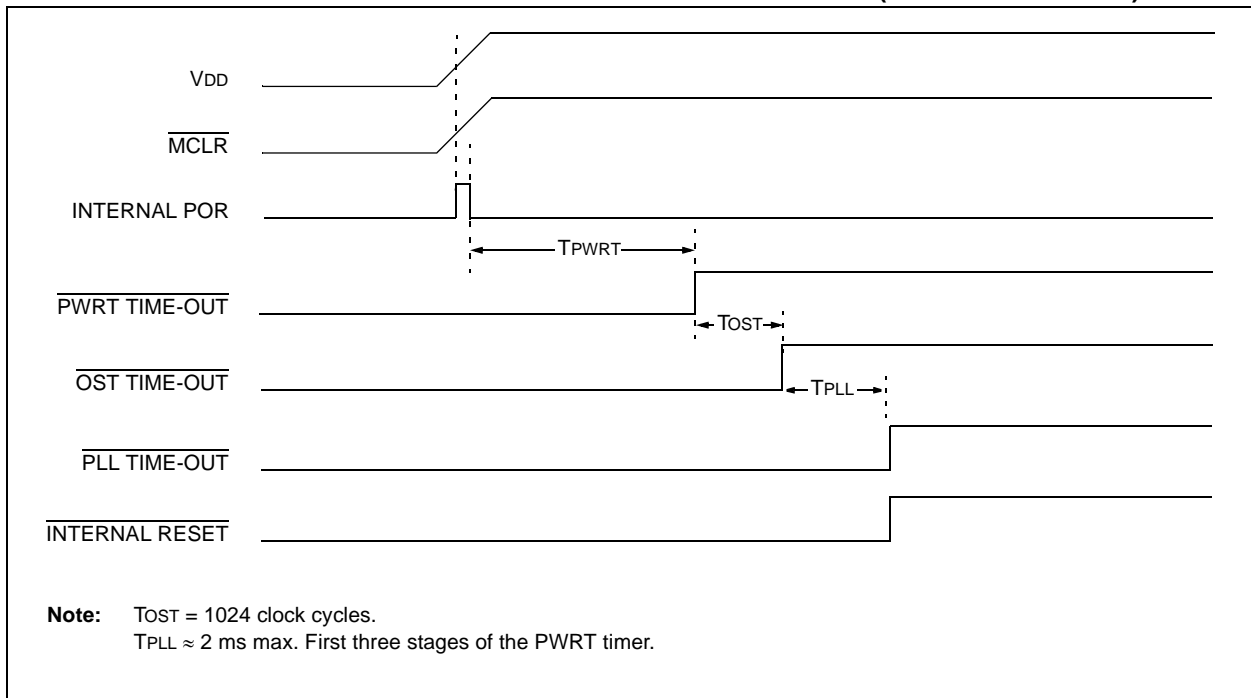 VDD
MCLR
INTERNAL POR
TPWRT
PWRT TIME-OUT
TOST
OST TIME-OUT
TPLL
PLL TIME-OUT
INTERNAL RESET
Note: TOST = 1024 clock cycles.
TPLL ≈ 2 ms max. First three stages of the PWRT timer.